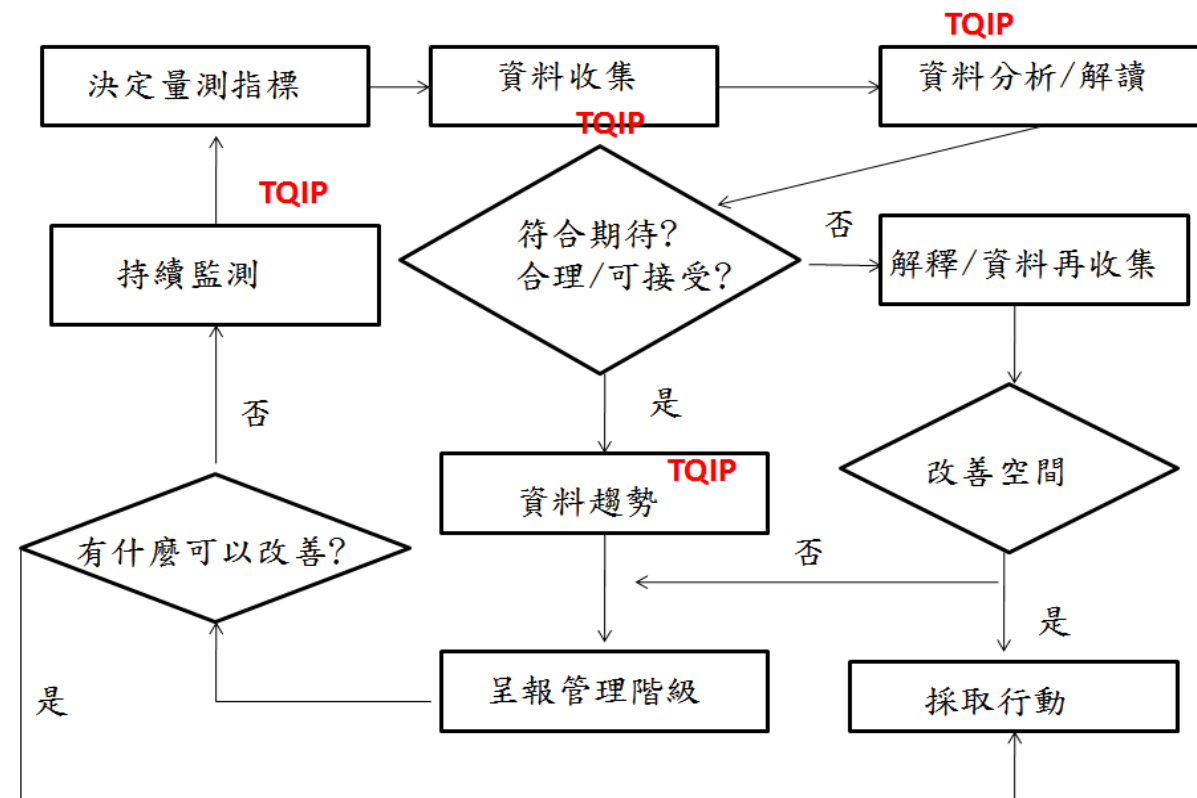 TQIP
決定量測指標
資料收集
資料分析/解讀
TQIP
TQIP
符合期待?
合理/可接受?
否
解釋/資料再收集
持續監測
是
否
TQIP
資料趨勢
改善空間
有什麼可以改善?
否
是
呈報管理階級
採取行動
是